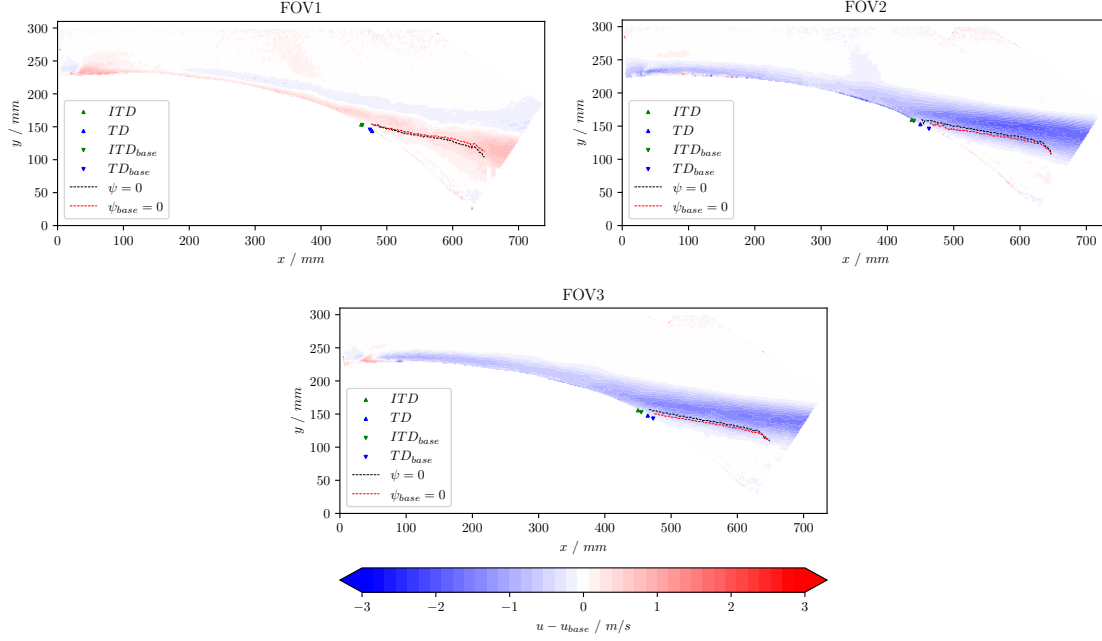 FOV1
FOV2
300
250
200
150
100
50
0
y / mm
ITD
TD
ITD_base
TD_base
ψ = 0
ψ_base = 0
0 100 200 300 400 500 600 700
x / mm
300
250
200
150
100
50
0
y / mm
ITD
TD
ITD_base
TD_base
ψ = 0
ψ_base = 0
0 100 200 300 400 500 600 700
x / mm
FOV3
300
250
200
150
100
50
0
y / mm
ITD
TD
ITD_base
TD_base
ψ = 0
ψ_base = 0
0 100 200 300 400 500 600 700
x / mm
−3 −2 −1 0 1 2 3
u − u_base / m/s